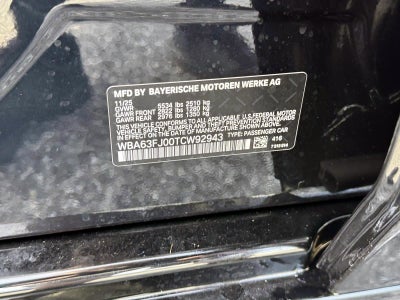 MFD BY BAYERISCHE MOTOREN WERKE AG
11/25
GVWR 5534 lbs 2510 kg
GAWR FRONT 2822 lbs 1280 kg
GAWR REAR 2976 lbs 1350 kg
THIS VEHICLE CONFORMS TO ALL APPLICABLE U.S. FEDERAL MOTOR
VEHICLE SAFETY, BUMPER AND THEFT PREVENTION STANDARDS
IN EFFECT ON THE DATE OF MANUFACTURE SHOWN ABOVE.
WBA63FJ00TCW92943 TYPE: PASSENGER CAR
416